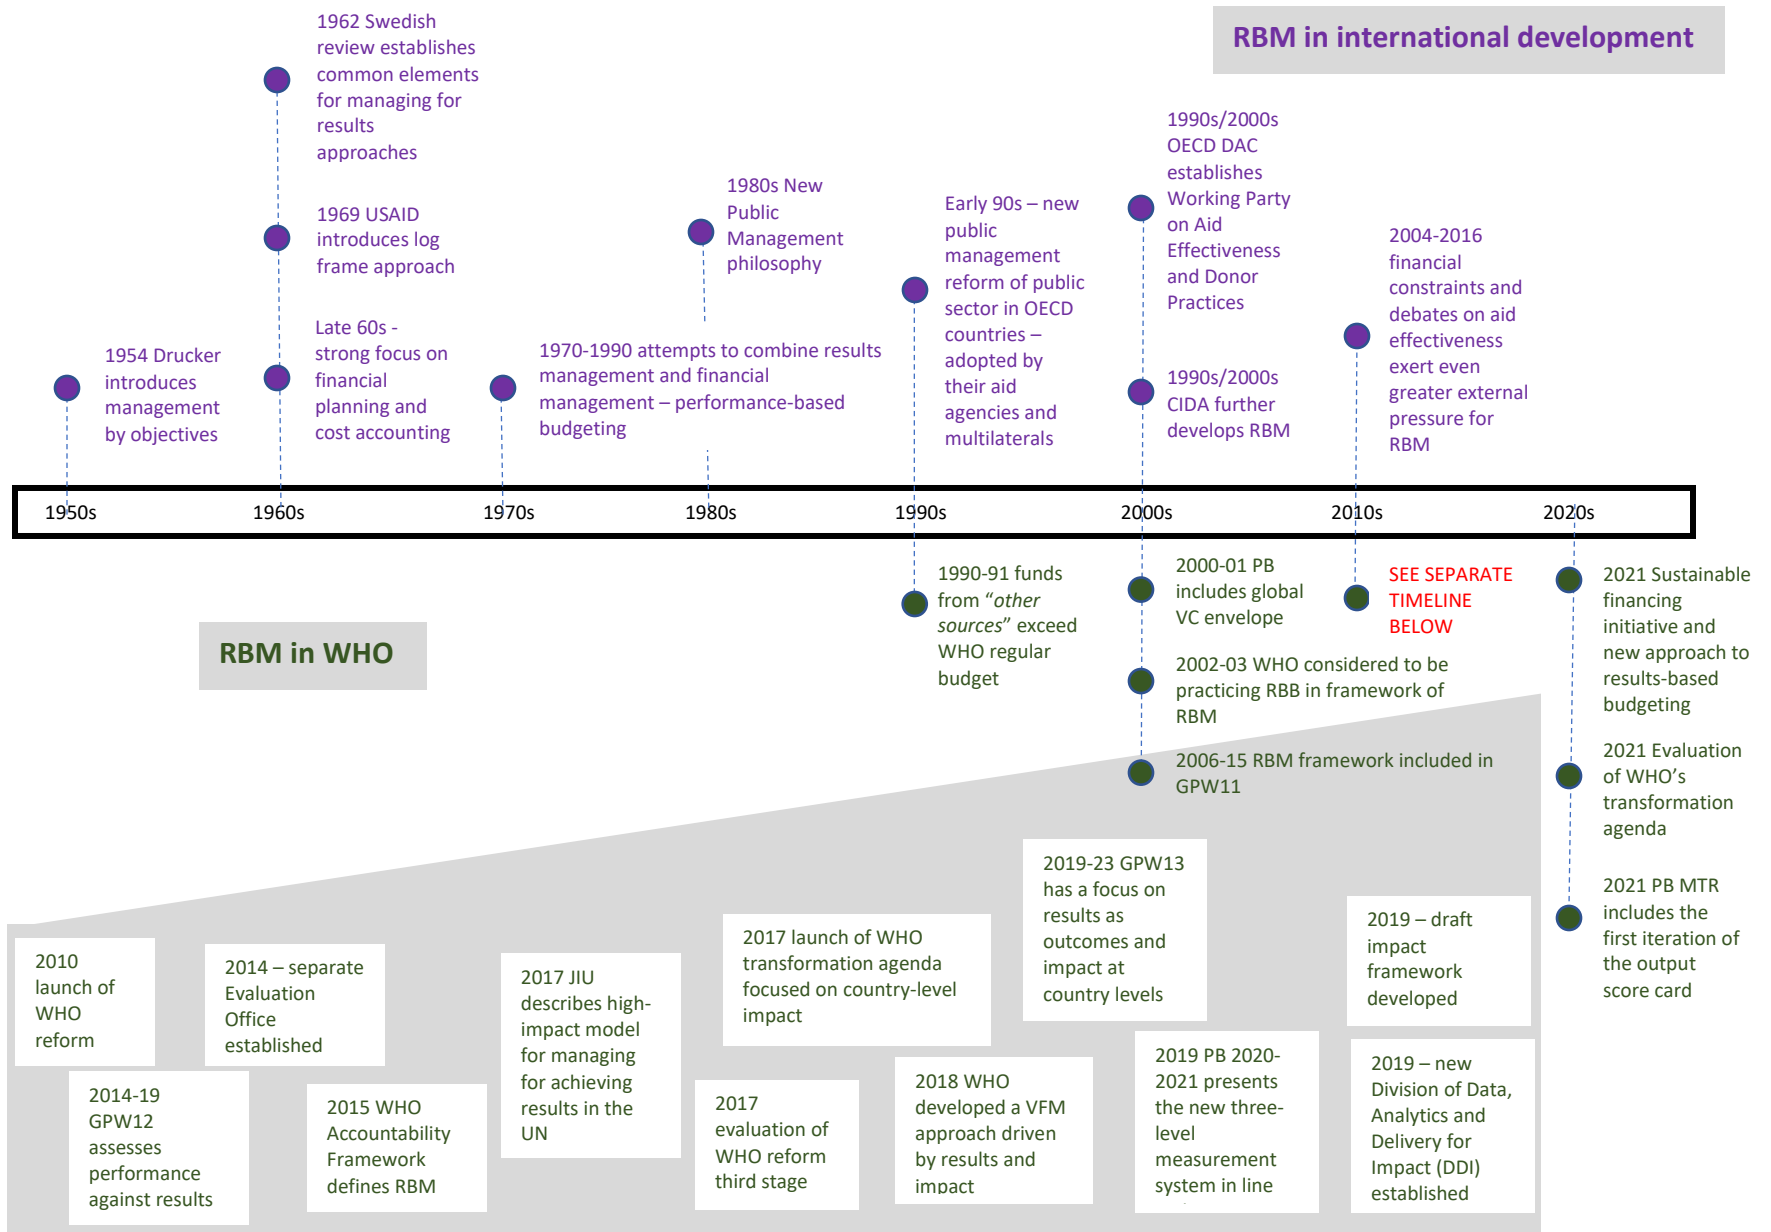 RBM in international development
1962 Swedish
review establishes
common elements
for managing for
results
approaches
1969 USAID
introduces log
frame approach
Late 60s -
strong focus on
financial
planning and
cost accounting
1954 Drucker
introduces
management
by objectives
1970-1990 attempts to combine results
management and financial
management – performance-based
budgeting
1980s New
Public
Management
philosophy
Early 90s – new
public
management
reform of public
sector in OECD
countries –
adopted by
their aid
agencies and
multilaterals
1990s/2000s
OECD DAC
establishes
Working Party
on Aid
Effectiveness
and Donor
Practices
1990s/2000s
CIDA further
develops RBM
2004-2016
financial
constraints and
debates on aid
effectiveness
exert even
greater external
pressure for
RBM
1950s
1960s
1970s
1980s
1990s
2000s
2010s
2020s
RBM in WHO
1990-91 funds
from “other
sources” exceed
WHO regular
budget
2000-01 PB
includes global
VC envelope
2002-03 WHO considered to be
practicing RBB in framework of
RBM
2006-15 RBM framework included in
GPW11
SEE SEPARATE
TIMELINE
BELOW
2021 Sustainable
financing
initiative and
new approach to
results-based
budgeting
2021 Evaluation
of WHO’s
transformation
agenda
2021 PB MTR
includes the
first iteration of
the output
score card
2010
launch of
WHO
reform
2014-19
GPW12
assesses
performance
against results
2014 – separate
Evaluation
Office
established
2015 WHO
Accountability
Framework
defines RBM
2017 JIU
describes high-
impact model
for managing
for achieving
results in the
UN
2017 launch of WHO
transformation agenda
focused on country-level
impact
2017
evaluation of
WHO reform
third stage
2018 WHO
developed a VFM
approach driven
by results and
impact
2019-23 GPW13
has a focus on
results as
outcomes and
impact at
country levels
2019 PB 2020-
2021 presents
the new three-
level
measurement
system in line
2019 – draft
impact
framework
developed
2019 – new
Division of Data,
Analytics and
Delivery for
Impact (DDI)
established